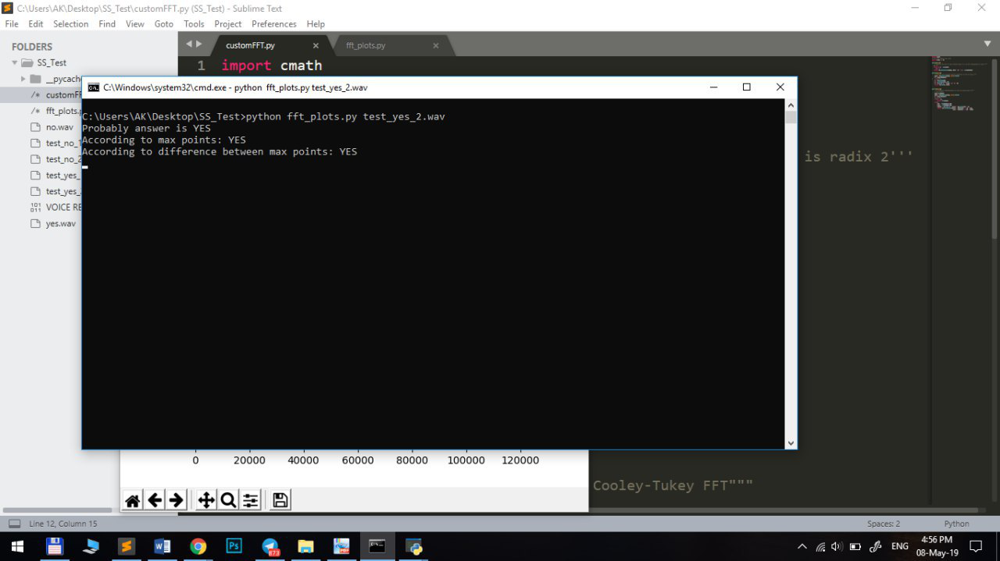 C:\Users\AK\Desktop\SS_Test\customFFT.py (SS_Test) - Sublime Text
File Edit Selection Find View Goto Tools Project Preferences Help
FOLDERS
SS_Test
__pycach
customFF
fft_plots.
no.wav
test_no_1
test_no_2
test_yes_
test_yes_
VOICE RE
yes.wav
customFFT.py
fft_plots.py
1 import cmath
C:\Windows\system32\cmd.exe - python fft_plots.py test_yes_2.wav
C:\Users\AK\Desktop\SS_Test>python fft_plots.py test_yes_2.wav
Probably answer is YES
According to max points: YES
According to difference between max points: YES
is radix 2'''
0 20000 40000 60000 80000 100000 120000
Cooley-Tukey FFT"""
Line 12, Column 15
Spaces: 2
Python
ENG
4:56 PM
08-May-19